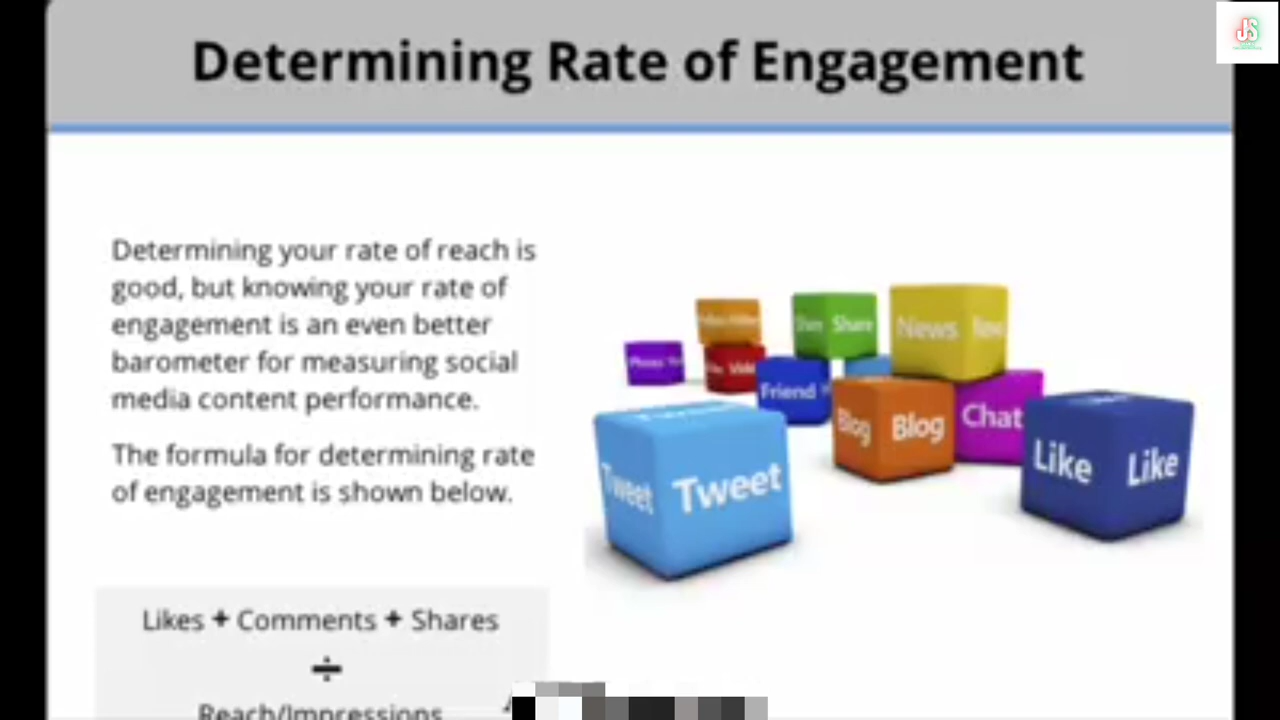 JS
Determining Rate of Engagement
Determining your rate of reach is
good, but knowing your rate of
engagement is an even better
barometer for measuring social
media content performance.
The formula for determining rate
of engagement is shown below.
Share
News
Friend
Blog Blog
Chat
Like Like
Tweet
Tweet Tweet
Likes + Comments + Shares
÷
Reach/Impressions